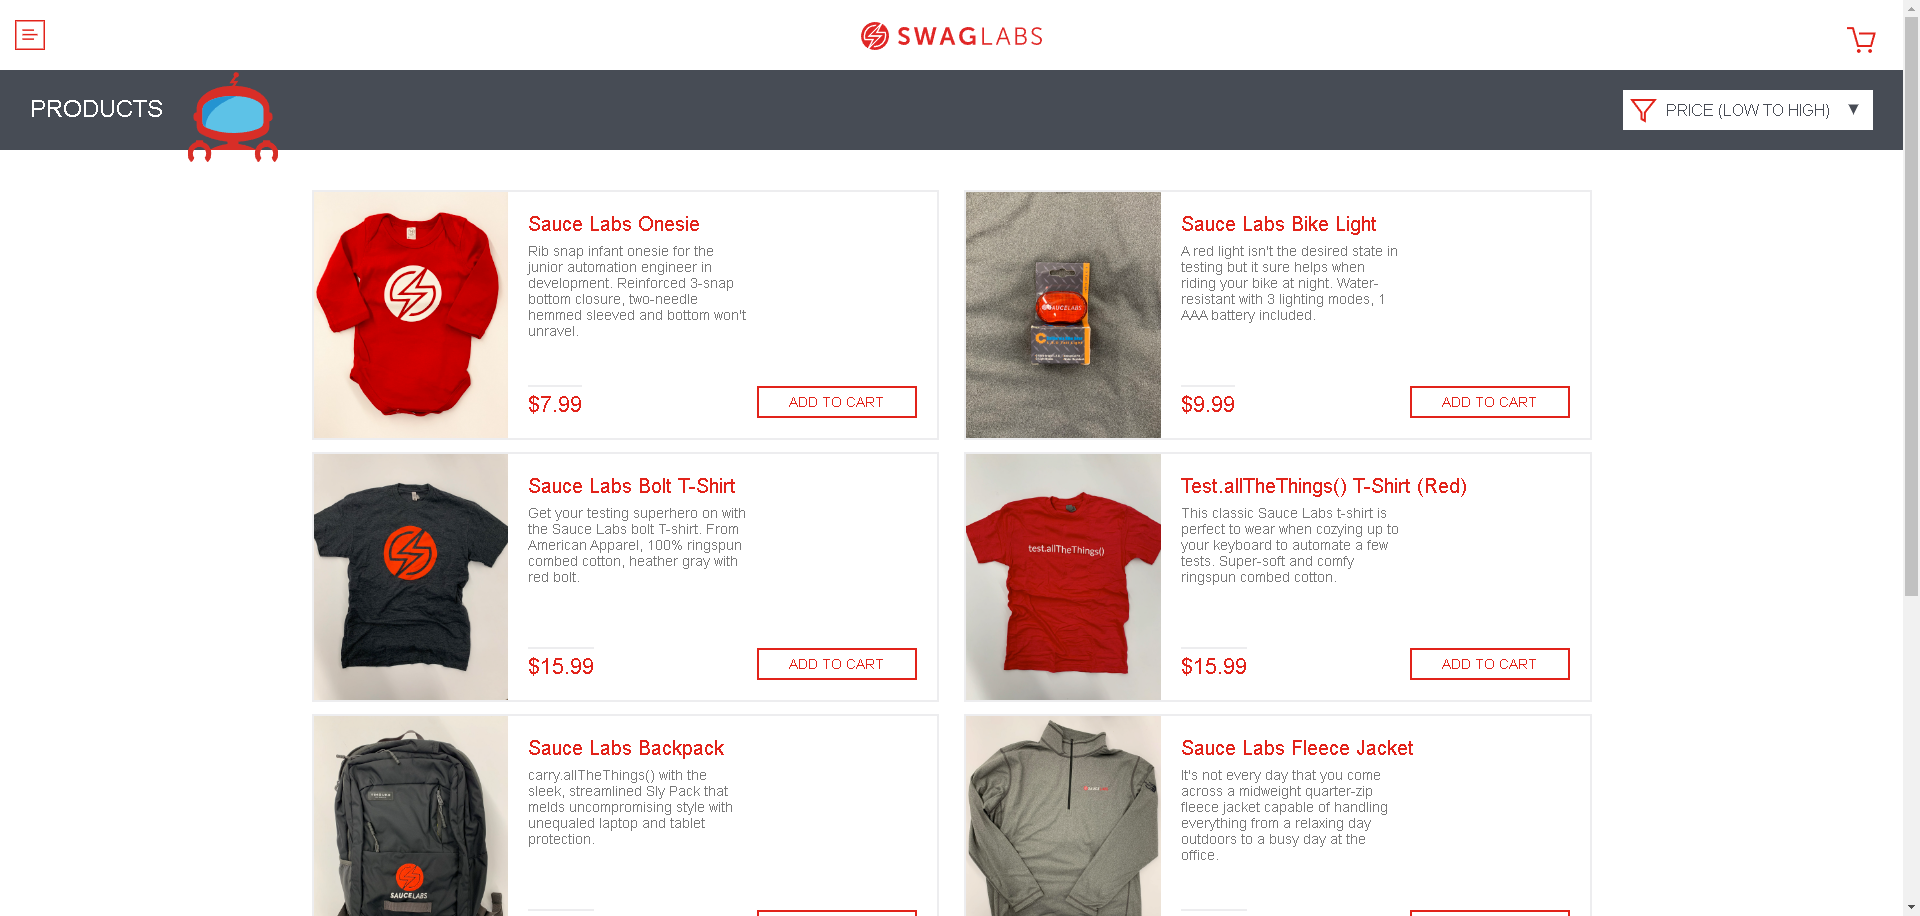 SWAGLABS
PRODUCTS
PRICE (LOW TO HIGH)
Sauce Labs Onesie
Rib snap infant onesie for the
junior automation engineer in
development. Reinforced 3-snap
bottom closure, two-needle
hemmed sleeved and bottom won't
unravel.
$7.99
ADD TO CART
SAUCELABS
Sauce Labs Bike Light
A red light isn't the desired state in
testing but it sure helps when
riding your bike at night. Water-
resistant with 3 lighting modes, 1
AAA battery included.
$9.99
ADD TO CART
Sauce Labs Bolt T-Shirt
Get your testing superhero on with
the Sauce Labs bolt T-shirt. From
American Apparel, 100% ringspun
combed cotton, heather gray with
red bolt.
$15.99
ADD TO CART
test.allTheThings()
Test.allTheThings() T-Shirt (Red)
This classic Sauce Labs t-shirt is
perfect to wear when cozying up to
your keyboard to automate a few
tests. Super-soft and comfy
ringspun combed cotton.
$15.99
ADD TO CART
SAUCELABS
Sauce Labs Backpack
carry.allTheThings() with the
sleek, streamlined Sly Pack that
melds uncompromising style with
unequaled laptop and tablet
protection.
Sauce Labs Fleece Jacket
It's not every day that you come
across a midweight quarter-zip
fleece jacket capable of handling
everything from a relaxing day
outdoors to a busy day at the
office.